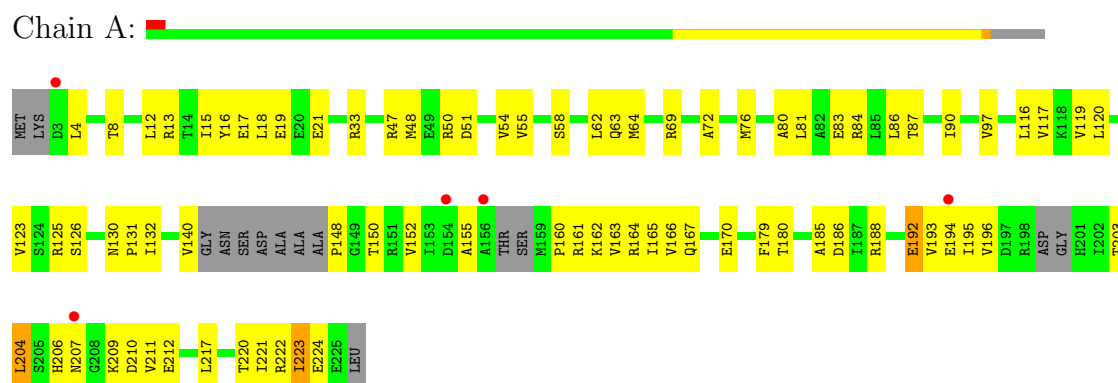 Chain A:
MET LYS D3 L4 T8 L12 R13 T14 I15 Y16 E17 L18 E19 E20 E21 R33 R47 M48 E49 R50 D51 V54 V55 S58 L62 Q63 M64 R69 A72 M76 A80 L81 A82 E83 R84 L85 L86 T87 I90 V97 L116 V117 K118 V119 L120
V123 S124 R125 S126 N130 P131 I132 V140 GLY ASN SER ASP ALA ALA ALA P148 G149 T150 R151 V152 I153 D154 A155 A156 THR SER M159 P160 R161 K162 V163 R164 I165 V166 Q167 E170 F179 T180 A185 D186 I187 R188 E192 V193 E194 I195 V196 D197 R198 ASP GLY H201 I202 T203
L204 S205 H206 N207 G208 K209 D210 V211 E212 L217 T220 I221 R222 I223 E224 E225 LEU